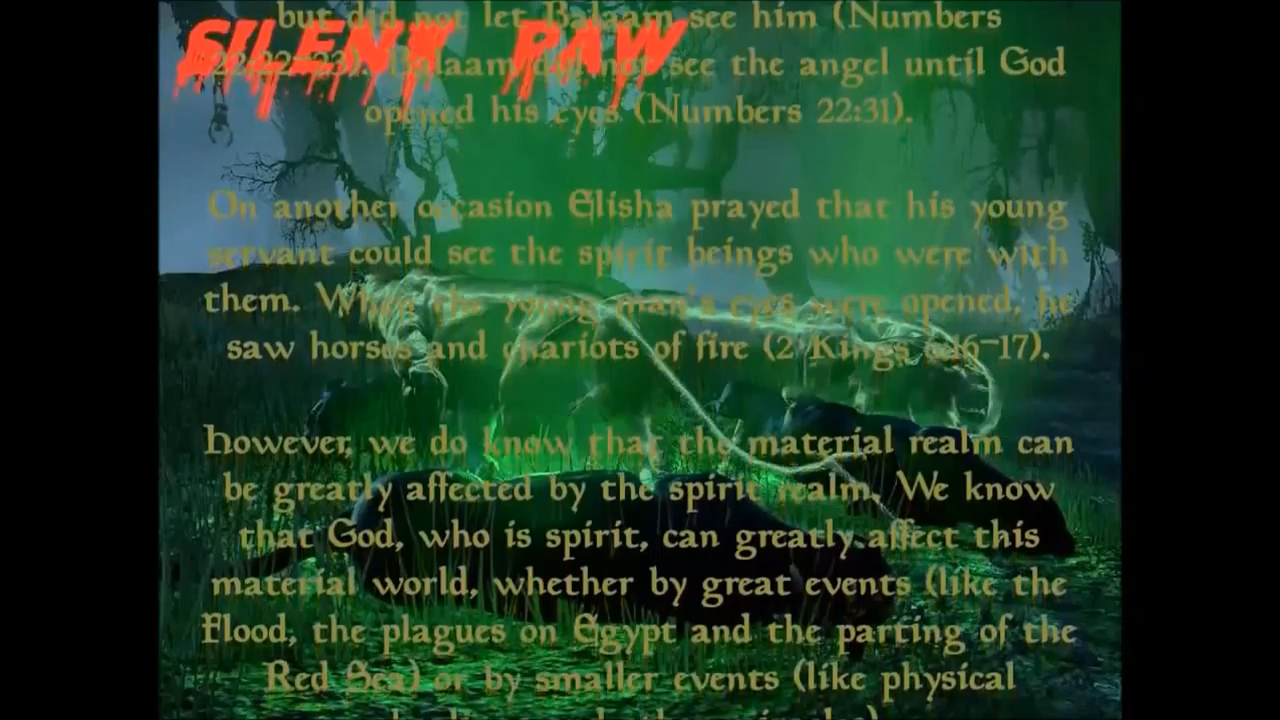 SILENT PAW
but did not let Balaam see him (Numbers
22:22-23). Balaam did not see the angel until God
opened his eyes (Numbers 22:31).
On another occasion Elisha prayed that his young
servant could see the spirit beings who were with
them. When the young man's eyes were opened, he
saw horses and chariots of fire (2 Kings 6:16-17).
However, we do know that the material realm can
be greatly affected by the spirit realm. We know
that God, who is spirit, can greatly affect this
material world, whether by great events (like the
Flood, the plagues on Egypt and the parting of the
Red Sea) or by smaller events (like physical